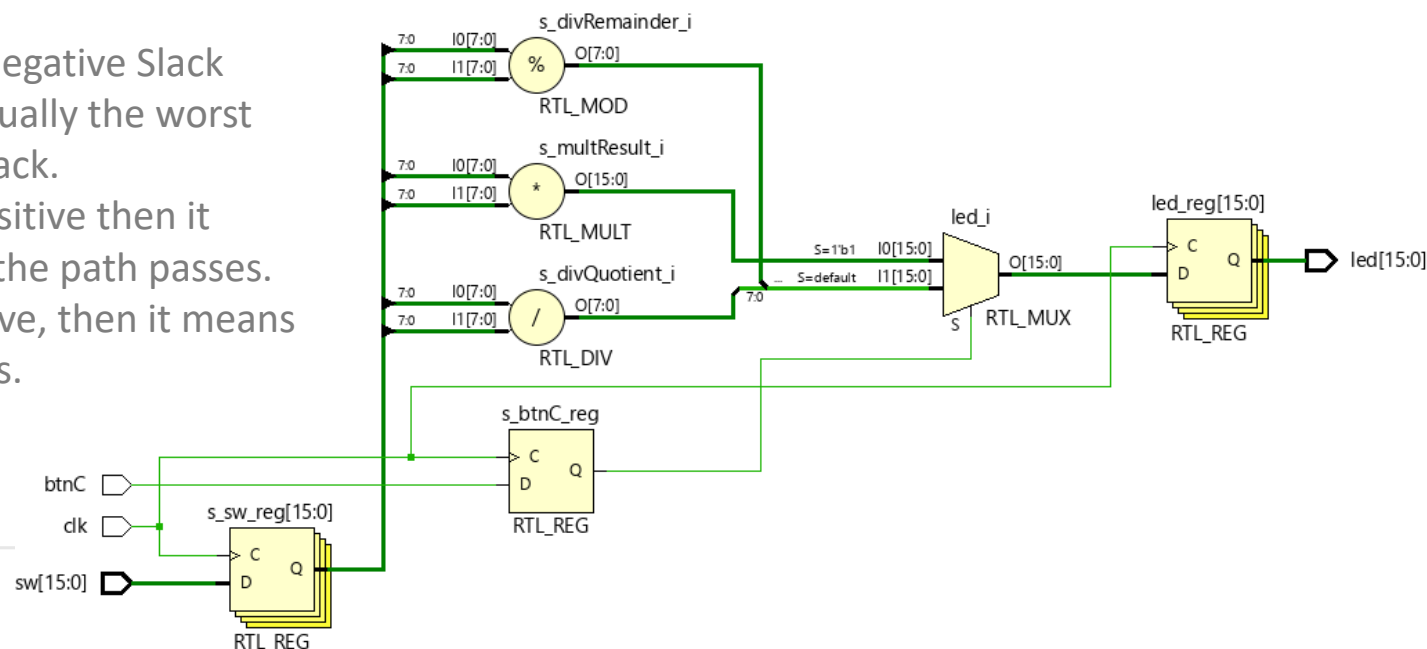 egative Slack
ually the worst
ack.
sitive then it
the path passes.
ve, then it means
s.
s_divRemainder_i
7:0 I0[7:0]
7:0 I1[7:0]
%
O[7:0]
RTL_MOD
s_multResult_i
7:0 I0[7:0]
7:0 I1[7:0]
*
O[15:0]
RTL_MULT
s_divQuotient_i
7:0 I0[7:0]
7:0 I1[7:0]
/
O[7:0]
RTL_DIV
led_i
S=1'b1 I0[15:0]
... S=default I1[15:0]
7:0
O[15:0]
S
RTL_MUX
led_reg[15:0]
C
D
Q
RTL_REG
led[15:0]
s_btnC_reg
C
D
Q
RTL_REG
btnC
clk
sw[15:0]
s_sw_reg[15:0]
C
D
Q
RTL_REG